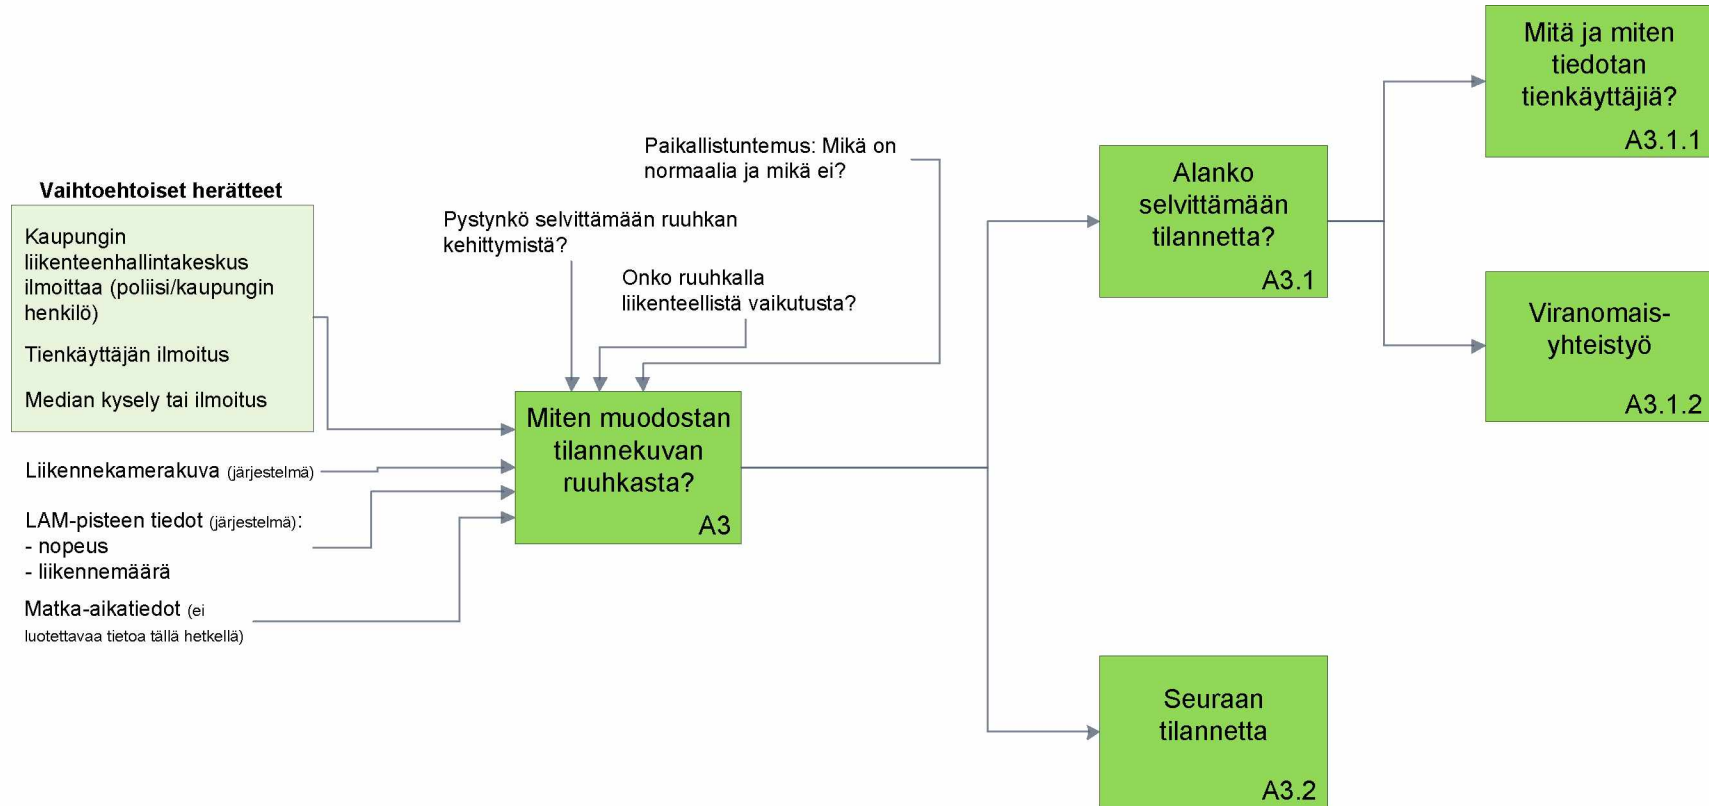 Vaihtoehtoiset herätteet
Kaupungin
liikenteenhallintakeskus
ilmoittaa (poliisi/kaupungin
henkilö)
Tienkäyttäjän ilmoitus
Median kysely tai ilmoitus
Liikennekamerakuva (järjestelmä)
LAM-pisteen tiedot (järjestelmä):
- nopeus
- liikennemäärä
Matka-aikatiedot (ei
luotettavaa tietoa tällä hetkellä)
Pystynkö selvittämään ruuhkan
kehittymistä?
Onko ruuhkalla
liikenteellistä vaikutusta?
Paikallistuntemus: Mikä on
normaalia ja mikä ei?
Miten muodostan
tilannekuvan
ruuhkasta?
A3
Alanko
selvittämään
tilannetta?
A3.1
Seuraan
tilannetta
A3.2
Mitä ja miten
tiedotan
tienkäyttäjiä?
A3.1.1
Viranomais-
yhteistyö
A3.1.2